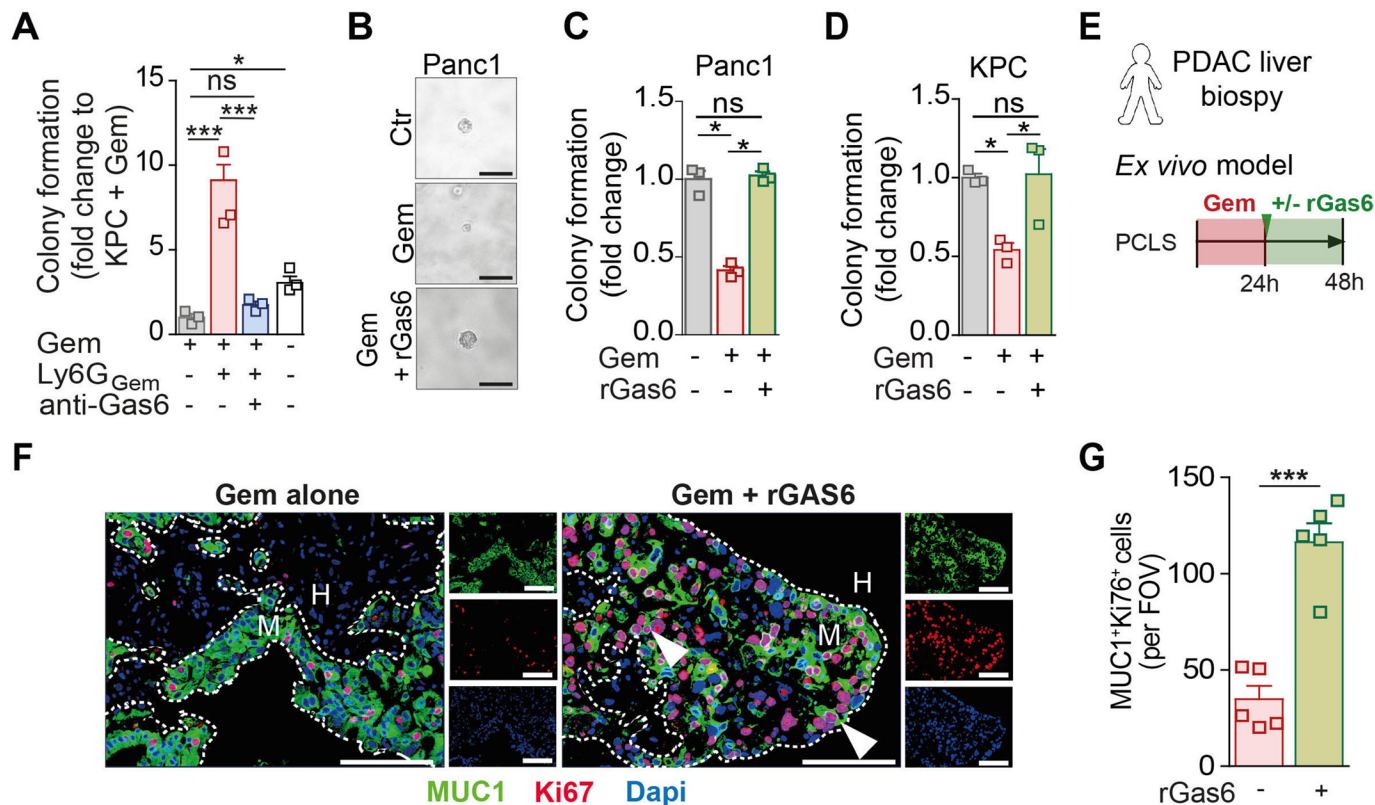 A
Colony formation
(fold change to
KPC + Gem)
15
10
5
0
*
ns
***
***
Gem + + + -
Ly6GGem - + + -
anti-Gas6 - - + -
B
Panc1
Ctr
Gem
Gem
+ rGas6
C
Panc1
Colony formation
(fold change)
1.5
1.0
0.5
0.0
ns
*
*
Gem - + +
rGas6 - - +
D
KPC
Colony formation
(fold change)
1.5
1.0
0.5
0.0
ns
*
*
Gem - + +
rGas6 - - +
E
PDAC liver
biospy
Ex vivo model
Gem +/- rGas6
PCLS
24h 48h
F
Gem alone
Gem + rGAS6
H
M
H
M
MUC1 Ki67 Dapi
G
MUC1+Ki76+ cells
(per FOV)
150
100
50
0
***
rGas6 - +